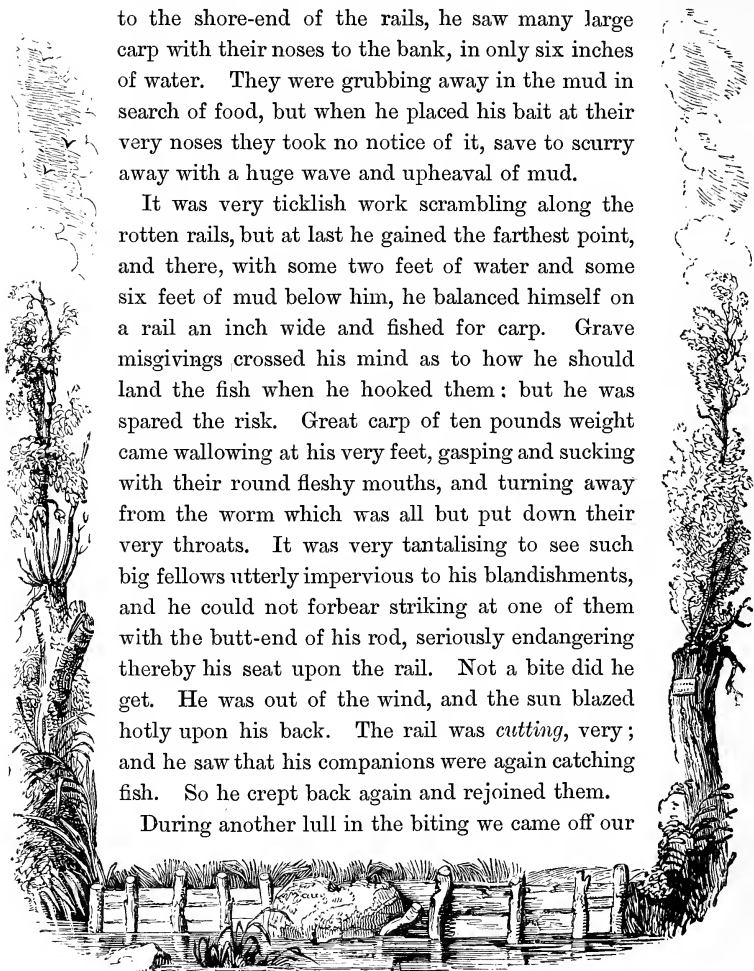 to the shore-end of the rails, he saw many large
carp with their noses to the bank, in only six inches
of water. They were grubbing away in the mud in
search of food, but when he placed his bait at their
very noses they took no notice of it, save to scurry
away with a huge wave and upheaval of mud.
It was very ticklish work scrambling along the
rotten rails, but at last he gained the farthest point,
and there, with some two feet of water and some
six feet of mud below him, he balanced himself on
a rail an inch wide and fished for carp. Grave
misgivings crossed his mind as to how he should
land the fish when he hooked them: but he was
spared the risk. Great carp of ten pounds weight
came wallowing at his very feet, gasping and sucking
with their round fleshy mouths, and turning away
from the worm which was all but put down their
very throats. It was very tantalising to see such
big fellows utterly impervious to his blandishments,
and he could not forbear striking at one of them
with the butt-end of his rod, seriously endangering
thereby his seat upon the rail. Not a bite did he
get. He was out of the wind, and the sun blazed
hotly upon his back. The rail was cutting, very;
and he saw that his companions were again catching
fish. So he crept back again and rejoined them.
During another lull in the biting we came off our